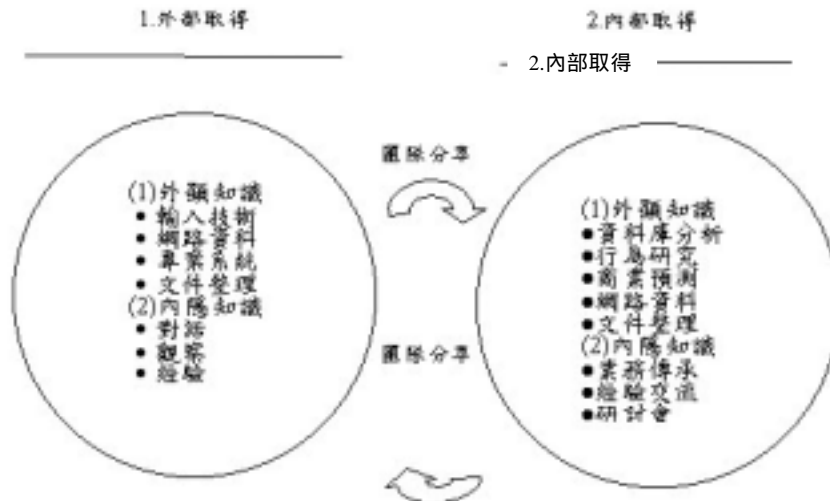 1.外部取得
2.內部取得
2.內部取得
(1)外顯知識
● 輸入技術
● 網路資料
● 專業系統
● 文件整理
(2)內隱知識
● 對話
● 觀察
● 經驗
團隊分享
團隊分享
(1)外顯知識
●資料庫分析
●行為研究
●商業預測
●網路資料
●文件整理
(2)內隱知識
●業務傳承
●經驗交流
●研討會